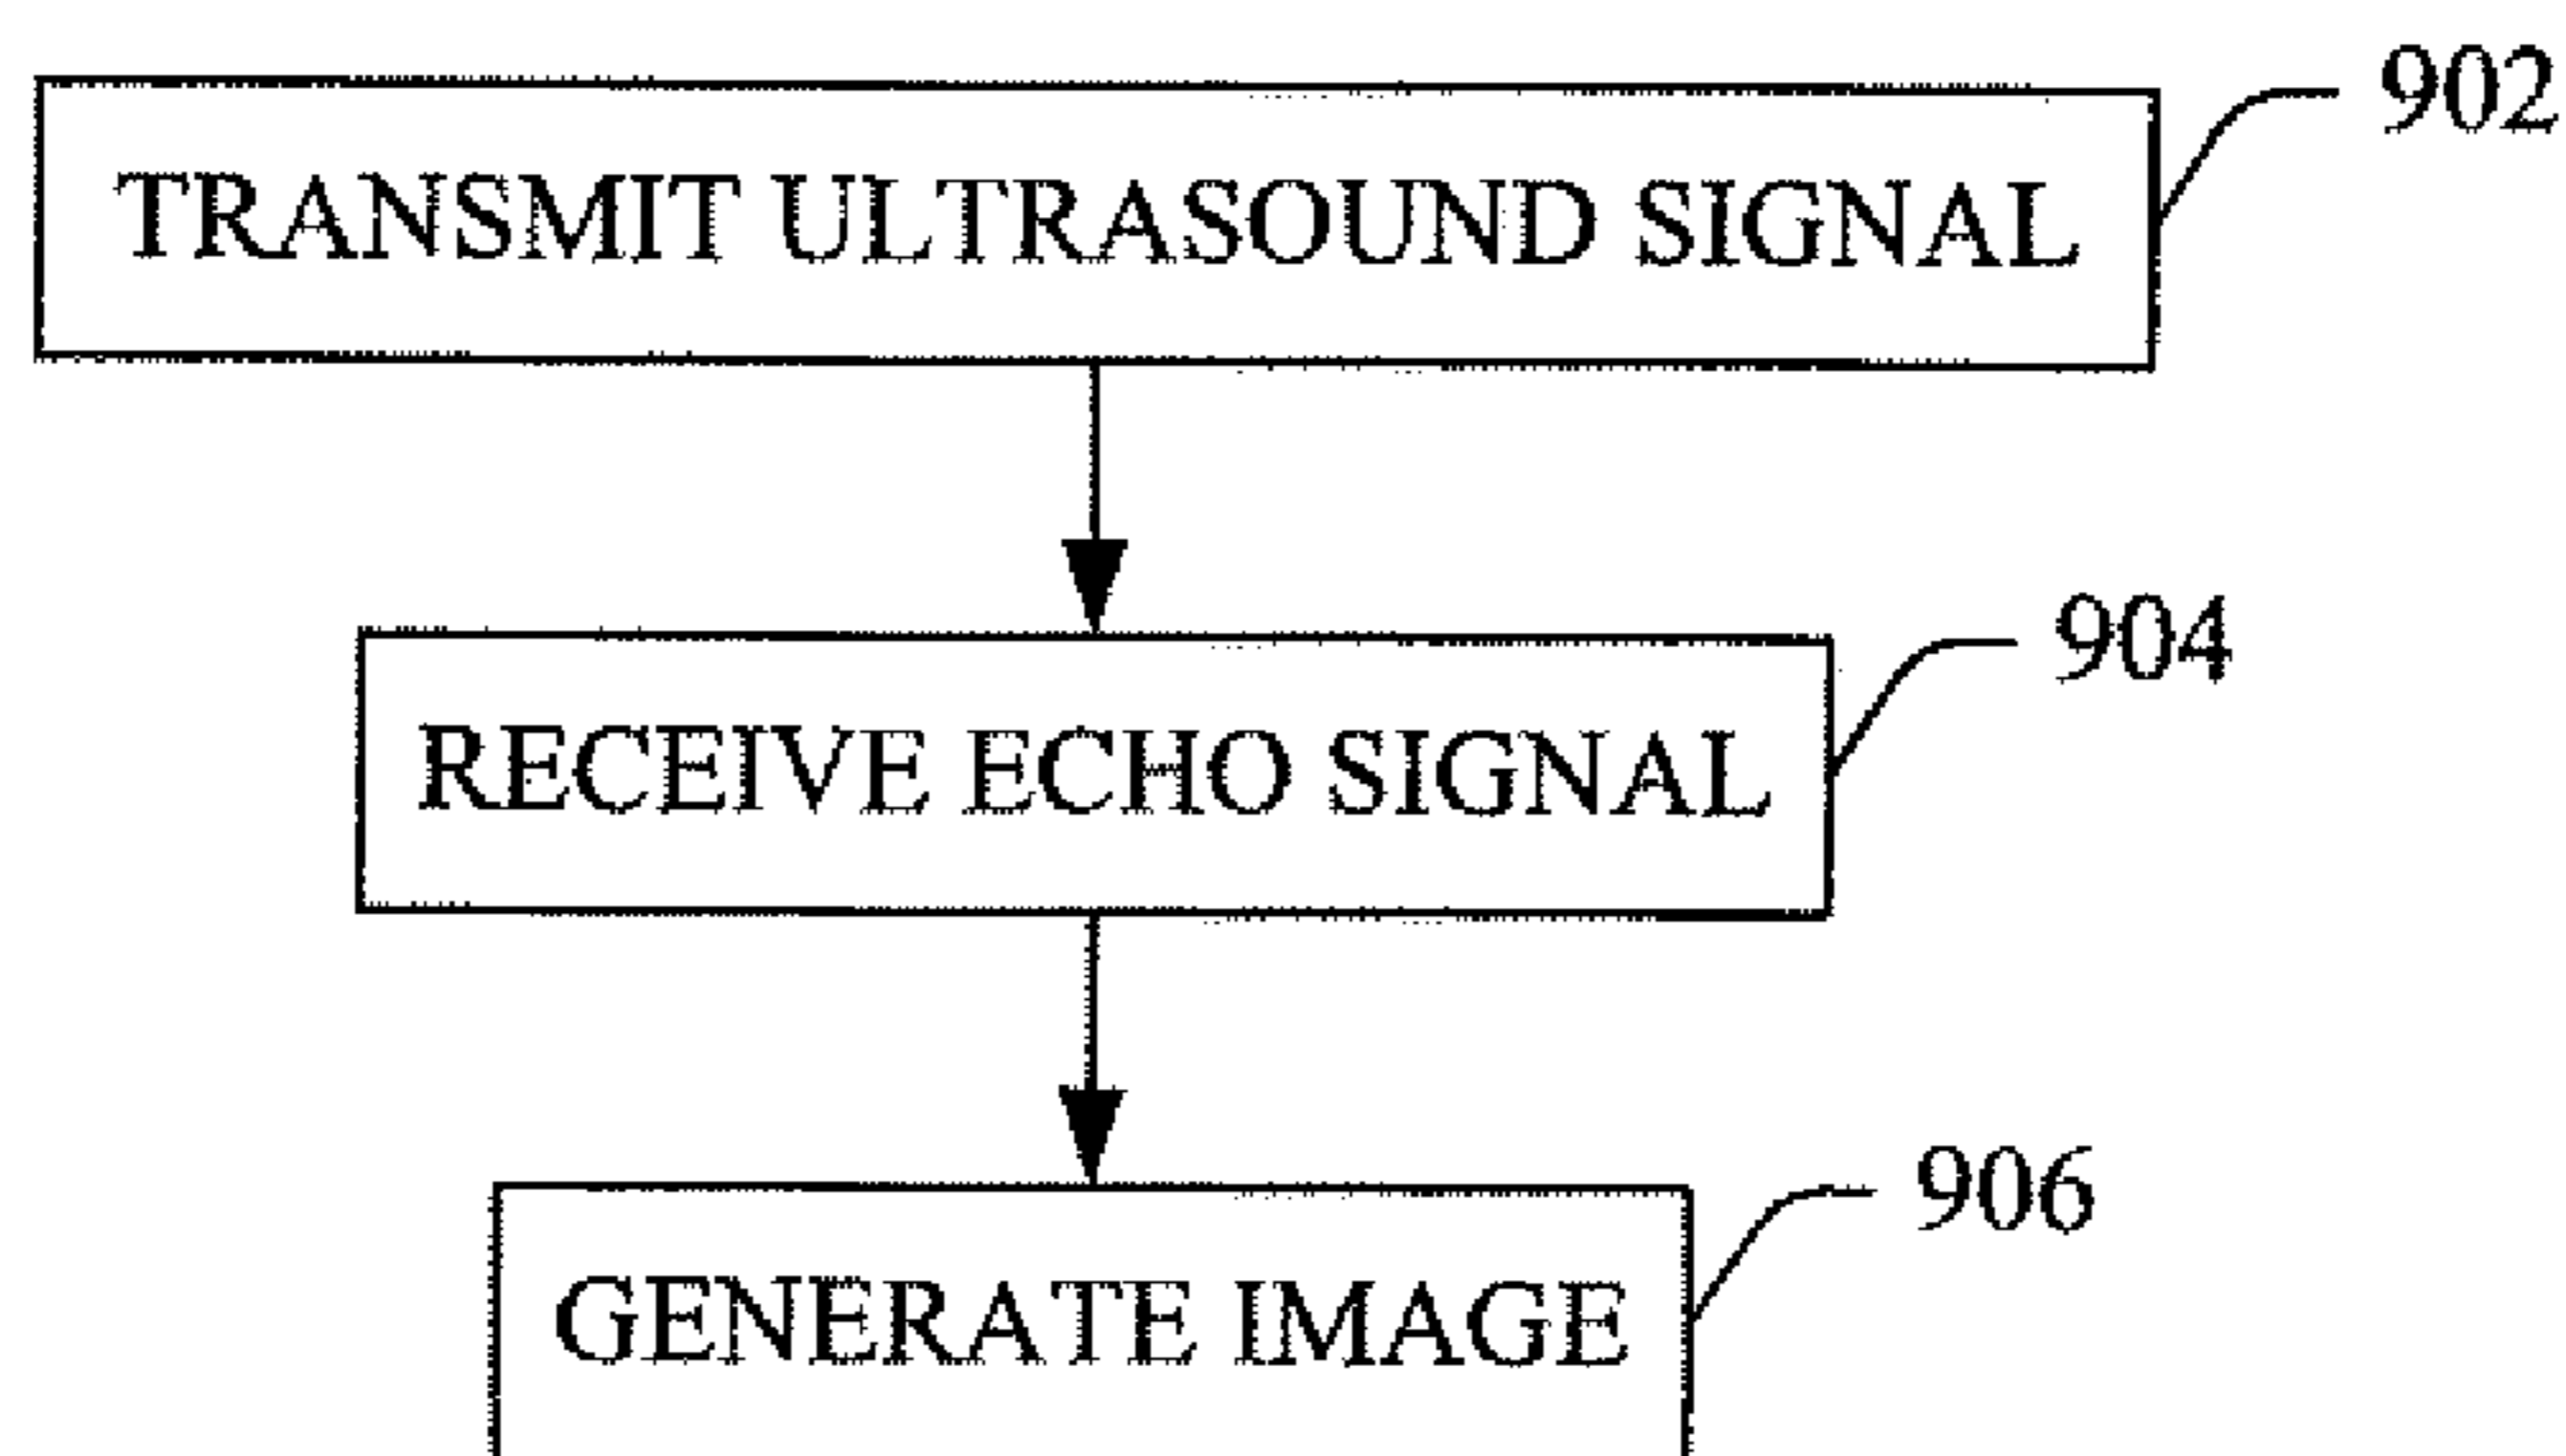 902
TRANSMIT ULTRASOUND SIGNAL
904
RECEIVE ECHO SIGNAL
906
GENERATE IMAGE